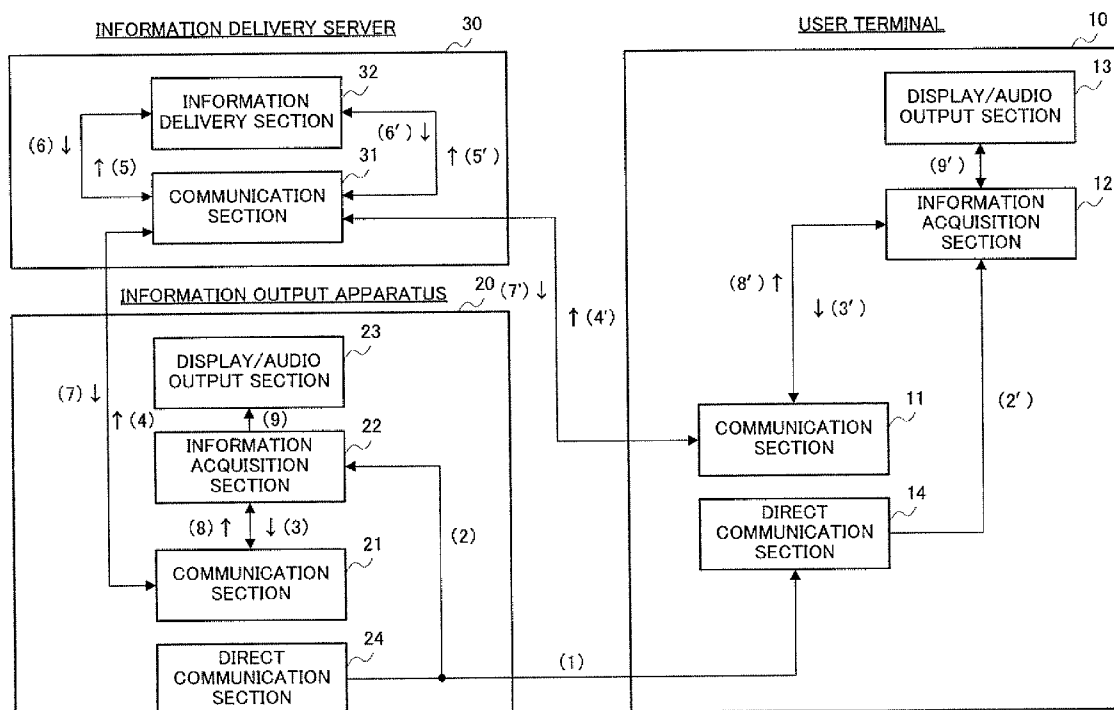 INFORMATION DELIVERY SERVER
30
32
INFORMATION
DELIVERY SECTION
(6) ↓
(6′) ↓
↑ (5)
↑ (5′)
31
COMMUNICATION
SECTION
INFORMATION OUTPUT APPARATUS
20
(7′) ↓
↑ (4′)
23
DISPLAY/AUDIO
OUTPUT SECTION
(7) ↓
↑ (4)
(9)
22
INFORMATION
ACQUISITION
SECTION
(8) ↑
↓ (3)
(2)
21
COMMUNICATION
SECTION
24
DIRECT
COMMUNICATION
SECTION
(1)
USER TERMINAL
10
13
DISPLAY/AUDIO
OUTPUT SECTION
(9′)
12
INFORMATION
ACQUISITION
SECTION
(8′) ↑
↓ (3′)
(2′)
11
COMMUNICATION
SECTION
14
DIRECT
COMMUNICATION
SECTION